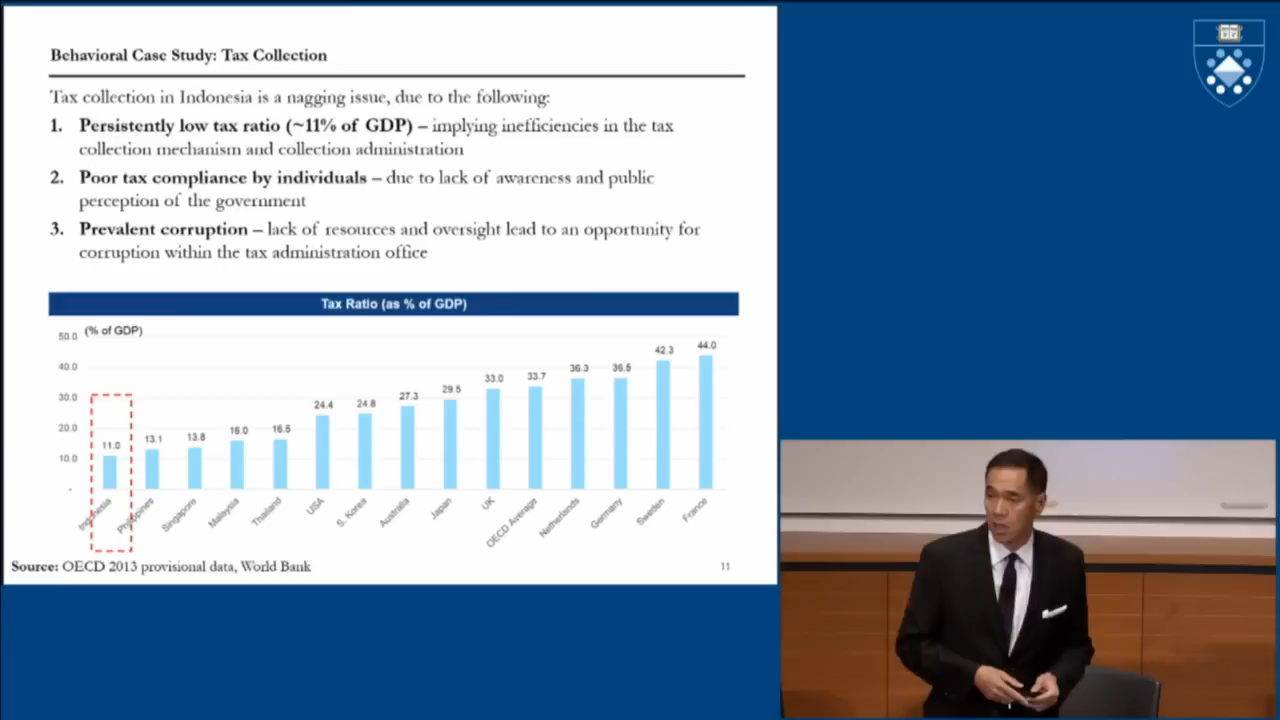 Behavioral Case Study: Tax Collection
Tax collection in Indonesia is a nagging issue, due to the following:
1. Persistently low tax ratio (~11% of GDP) – implying inefficiencies in the tax
collection mechanism and collection administration
2. Poor tax compliance by individuals – due to lack of awareness and public
perception of the government
3. Prevalent corruption – lack of resources and oversight lead to an opportunity for
corruption within the tax administration office
Tax Ratio (as % of GDP)
(% of GDP)
50.0
40.0
30.0
20.0
10.0
-
11.0
13.1
13.8
16.0
16.5
24.4
24.8
27.3
29.5
33.0
33.7
36.3
36.5
42.3
44.0
Indonesia
Philippines
Singapore
Malaysia
Thailand
USA
S. Korea
Australia
Japan
UK
OECD Average
Netherlands
Germany
Sweden
France
Source: OECD 2013 provisional data, World Bank
11